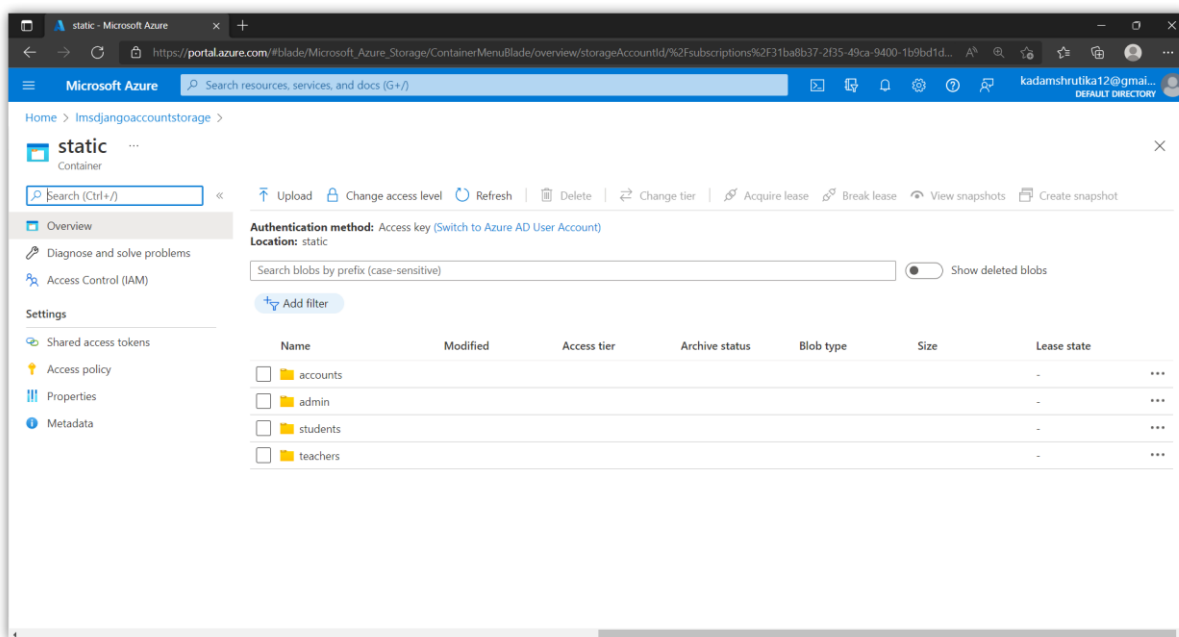 static - Microsoft Azure
https://portal.azure.com/#blade/Microsoft_Azure_Storage/ContainerMenuBlade/overview/storageAccountId/%2Fsubscriptions%2F31ba8b37-2f35-49ca-9400-1b9bd1d...
Microsoft Azure
Search resources, services, and docs (G+/)
kadamshrutika12@gmai...
DEFAULT DIRECTORY
Home > lmsdjangoaccountstorage >
static ...
Container
Search (Ctrl+/)
Upload Change access level Refresh Delete Change tier Acquire lease Break lease View snapshots Create snapshot
Overview
Diagnose and solve problems
Access Control (IAM)
Settings
Shared access tokens
Access policy
Properties
Metadata
Authentication method: Access key (Switch to Azure AD User Account)
Location: static
Search blobs by prefix (case-sensitive)
Show deleted blobs
Add filter
Name Modified Access tier Archive status Blob type Size Lease state
accounts -
admin -
students -
teachers -